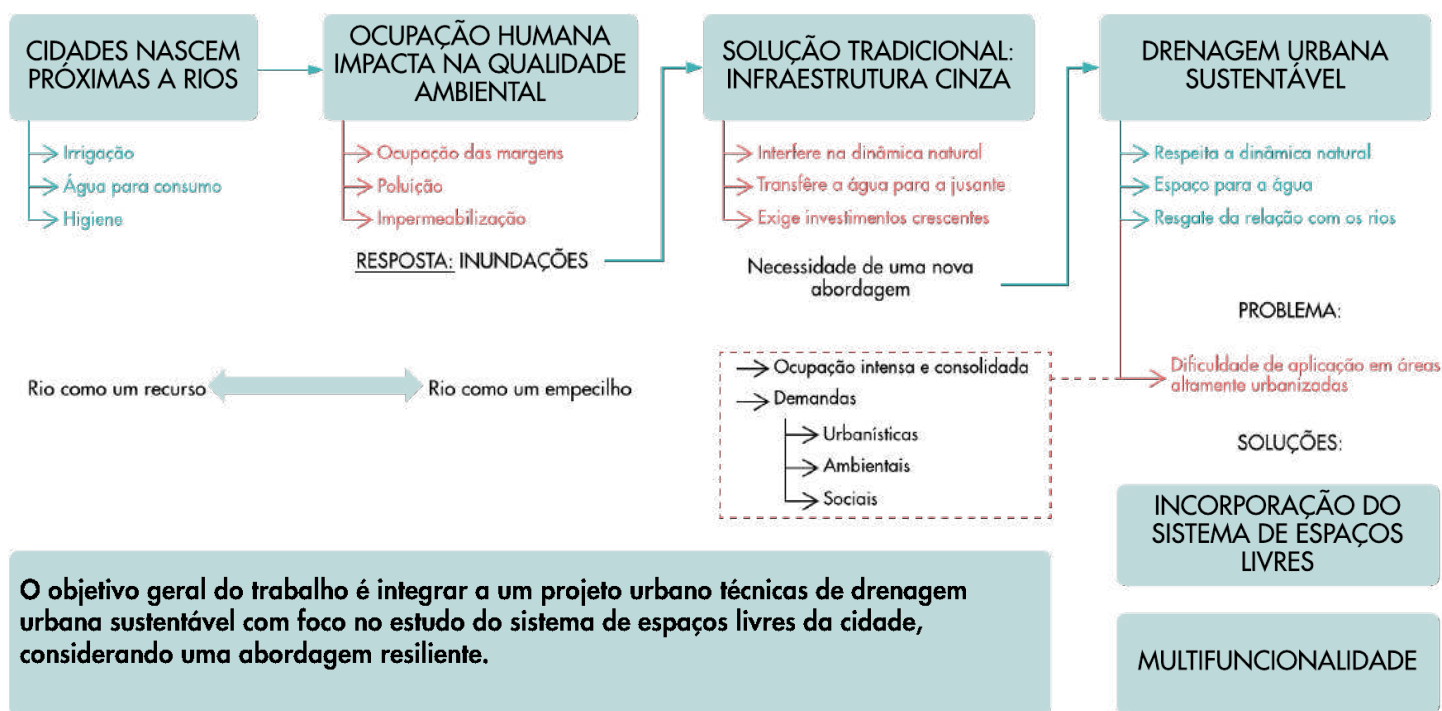 CIDADES NASCEM
PRÓXIMAS A RIOS
Irrigação
Água para consumo
Higiene
OCUPAÇÃO HUMANA
IMPACTA NA QUALIDADE
AMBIENTAL
Ocupação das margens
Poluição
Impermeabilização
RESPOSTA: INUNDAÇÕES
SOLUÇÃO TRADICIONAL:
INFRAESTRUTURA CINZA
Interfere na dinâmica natural
Transfêre a água para a jusante
Exige investimentos crescentes
Necessidade de uma nova
abordagem
DRENAGEM URBANA
SUSTENTÁVEL
Respeita a dinâmica natural
Espaço para a água
Resgate da relação com os rios
PROBLEMA:
Dificuldade de aplicação em áreas
altamente urbanizadas
Rio como um recurso
Rio como um empecilho
Ocupação intensa e consolidada
Demandas
Urbanísticas
Ambientais
Sociais
SOLUÇÕES:
INCORPORAÇÃO DO
SISTEMA DE ESPAÇOS
LIVRES
MULTIFUNCIONALIDADE
O objetivo geral do trabalho é integrar a um projeto urbano técnicas de drenagem
urbana sustentável com foco no estudo do sistema de espaços livres da cidade,
considerando uma abordagem resiliente.